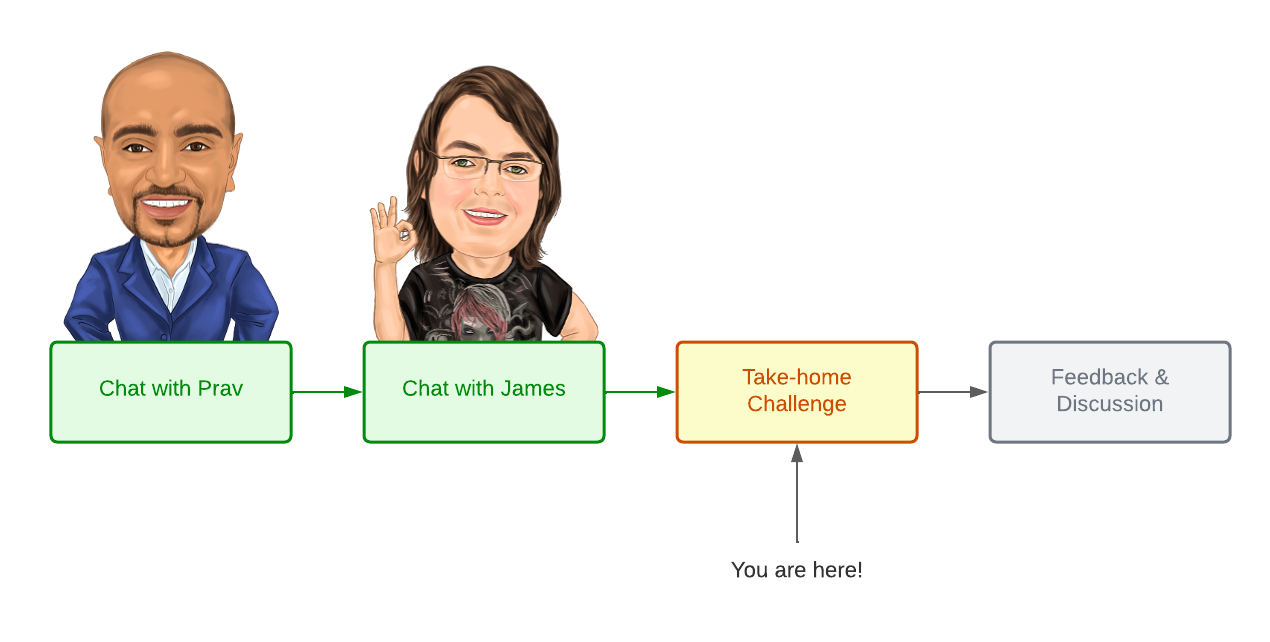 Chat with Prav
Chat with James
Take-home
Challenge
Feedback &
Discussion
You are here!